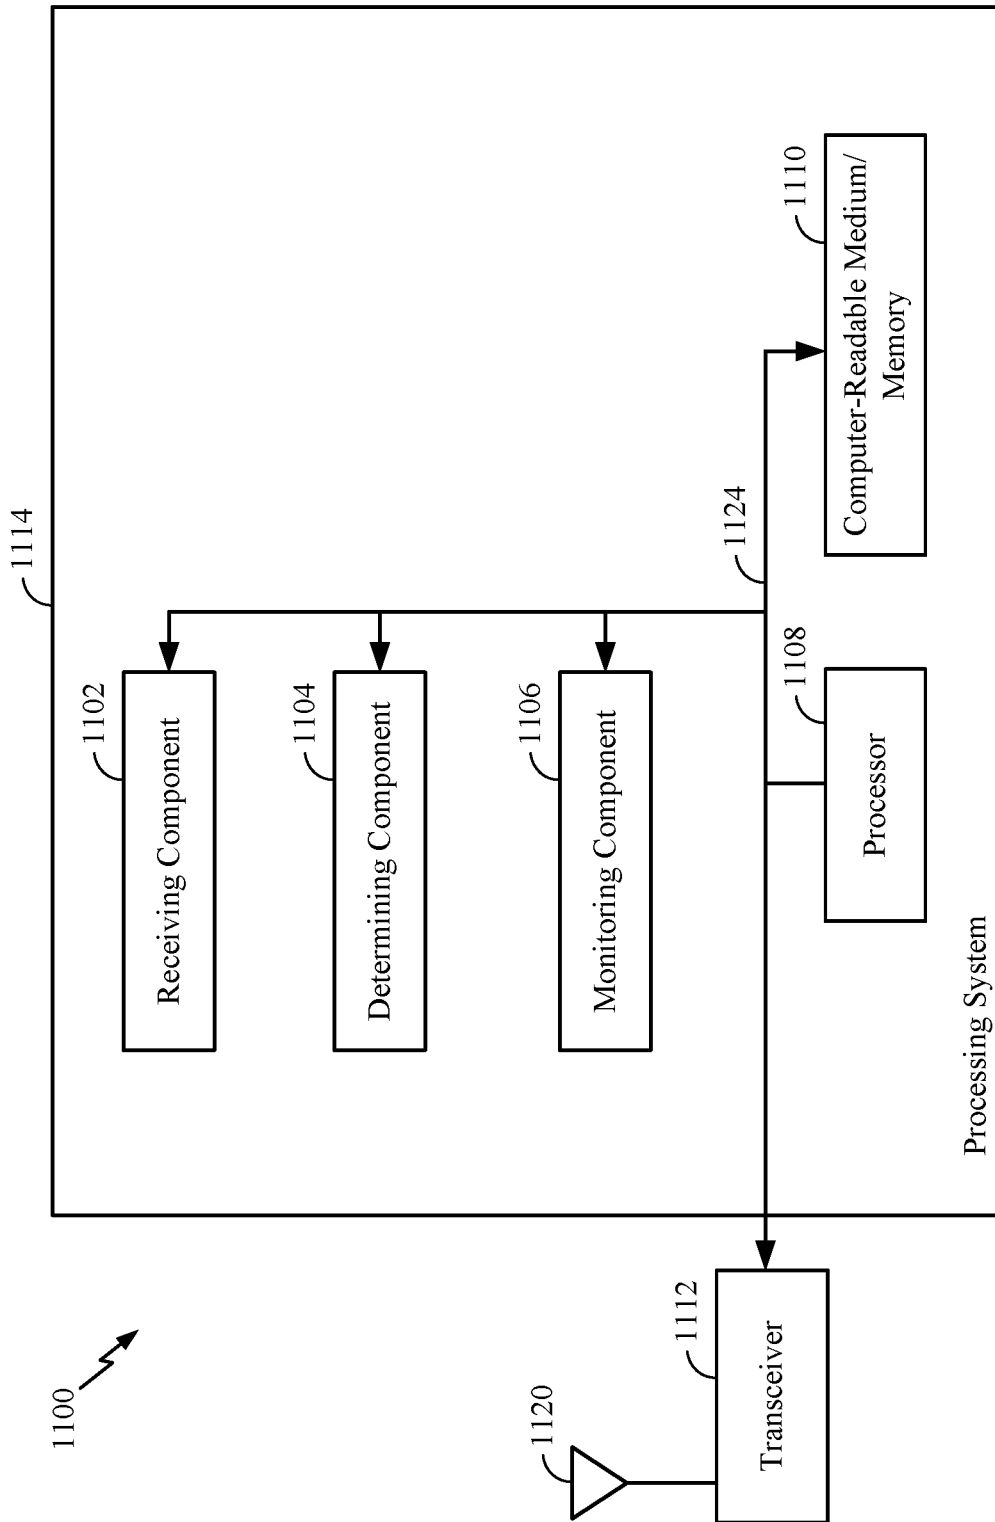 1100
1114
1102
Receiving Component
1104
Determining Component
1106
Monitoring Component
1120
1112
Transceiver
1124
1108
Processor
1110
Computer-Readable Medium/
Memory
Processing System